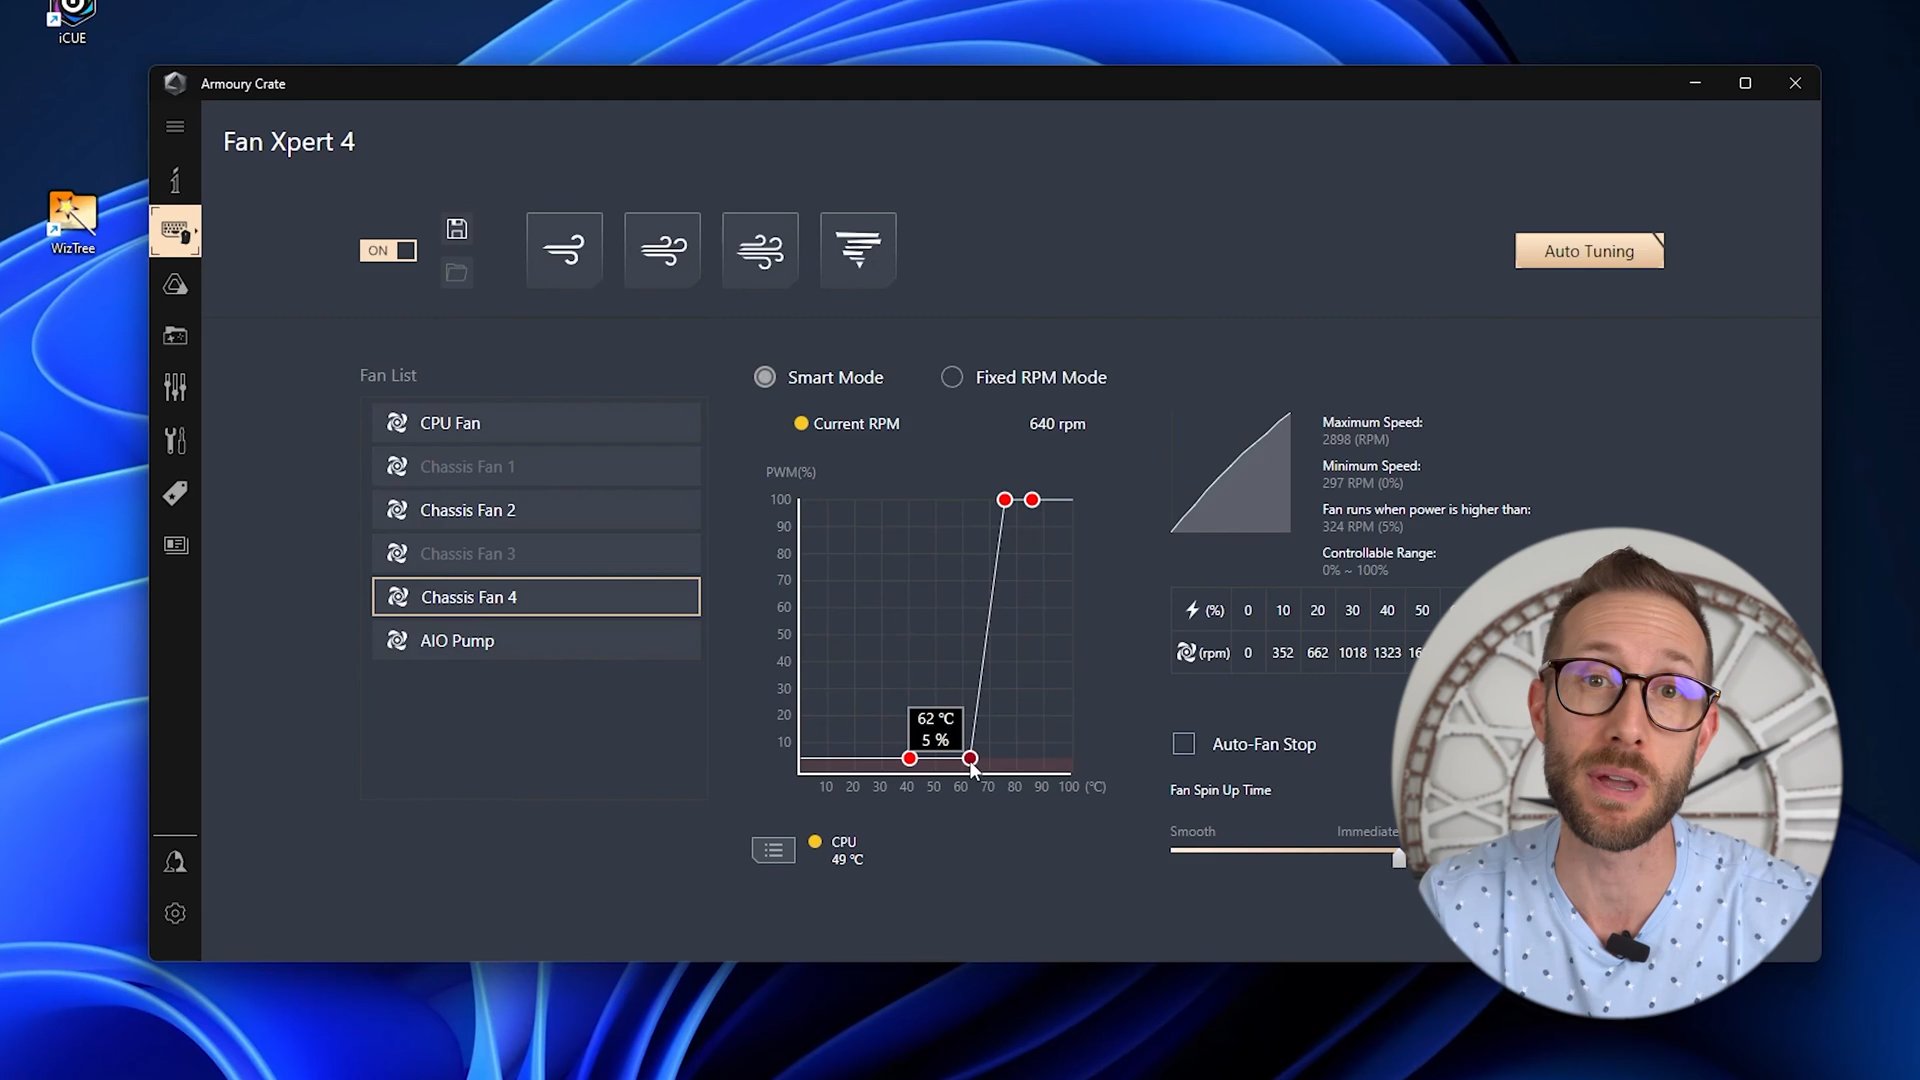 iCUE
Armoury Crate
Fan Xpert 4
WizTree
ON
Auto Tuning
Fan List
CPU Fan
Chassis Fan 1
Chassis Fan 2
Chassis Fan 3
Chassis Fan 4
AIO Pump
Smart Mode
Fixed RPM Mode
Current RPM
640 rpm
PWM(%)
100
90
80
70
60
50
40
30
20
10
62 °C
5 %
10 20 30 40 50 60 70 80 90 100 (°C)
CPU
49 °C
Maximum Speed:
2898 (RPM)
Minimum Speed:
297 RPM (0%)
Fan runs when power is higher than:
324 RPM (5%)
Controllable Range:
0% ~ 100%
(%) 0 10 20 30 40 50
(rpm) 0 352 662 1018 1323
Auto-Fan Stop
Fan Spin Up Time
Smooth
Immediate